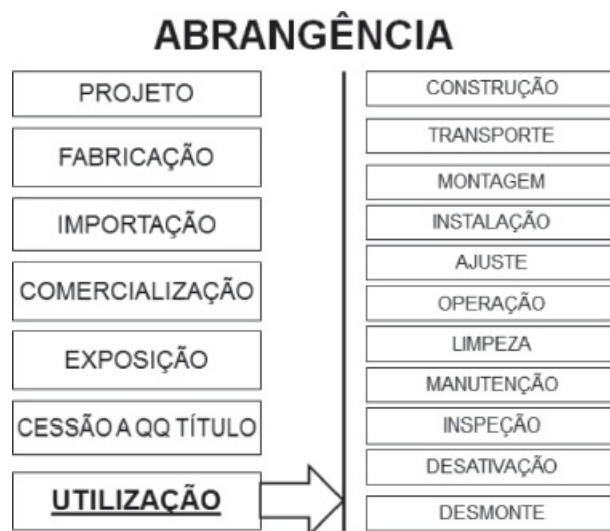 ABRANGÊNCIA
PROJETO
FABRICAÇÃO
IMPORTAÇÃO
COMERCIALIZAÇÃO
EXPOSIÇÃO
CESSÃO A QQ TÍTULO
UTILIZAÇÃO
CONSTRUÇÃO
TRANSPORTE
MONTAGEM
INSTALAÇÃO
AJUSTE
OPERAÇÃO
LIMPEZA
MANUTENÇÃO
INSPEÇÃO
DESATIVAÇÃO
DESMONTE